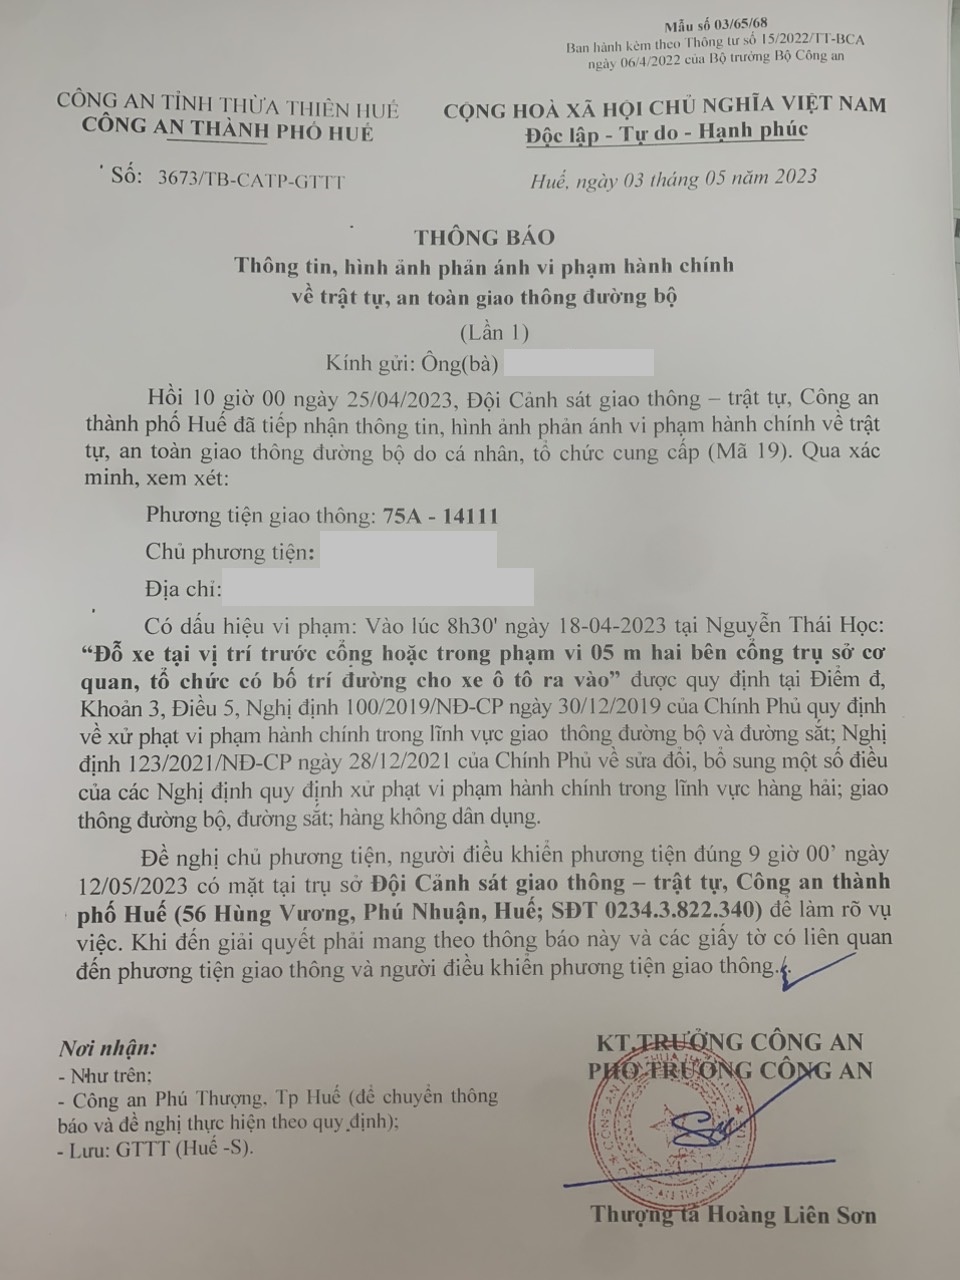 Mẫu số 03/65/68
Ban hành kèm theo Thông tư số 15/2022/TT-BCA
ngày 06/4/2022 của Bộ trưởng Bộ Công an
CÔNG AN TỈNH THỪA THIÊN HUẾ
CÔNG AN THÀNH PHỐ HUẾ
CỘNG HOÀ XÃ HỘI CHỦ NGHĨA VIỆT NAM
Độc lập - Tự do - Hạnh phúc
Số: 3673/TB-CATP-GTTT
Huế, ngày 03 tháng 05 năm 2023
THÔNG BÁO
Thông tin, hình ảnh phản ánh vi phạm hành chính
về trật tự, an toàn giao thông đường bộ
(Lần 1)
Kính gửi: Ông(bà)
Hồi 10 giờ 00 ngày 25/04/2023, Đội Cảnh sát giao thông – trật tự, Công an
thành phố Huế đã tiếp nhận thông tin, hình ảnh phản ánh vi phạm hành chính về trật
tự, an toàn giao thông đường bộ do cá nhân, tổ chức cung cấp (Mã 19). Qua xác
minh, xem xét:
Phương tiện giao thông: 75A - 14111
Chủ phương tiện:
Địa chỉ:
Có dấu hiệu vi phạm: Vào lúc 8h30' ngày 18-04-2023 tại Nguyễn Thái Học:
“Đỗ xe tại vị trí trước cổng hoặc trong phạm vi 05 m hai bên cổng trụ sở cơ
quan, tổ chức có bố trí đường cho xe ô tô ra vào” được quy định tại Điểm đ,
Khoản 3, Điều 5, Nghị định 100/2019/NĐ-CP ngày 30/12/2019 của Chính Phủ quy định
về xử phạt vi phạm hành chính trong lĩnh vực giao thông đường bộ và đường sắt; Nghị
định 123/2021/NĐ-CP ngày 28/12/2021 của Chính Phủ về sửa đổi, bổ sung một số điều
của các Nghị định quy định xử phạt vi phạm hành chính trong lĩnh vực hàng hải; giao
thông đường bộ, đường sắt; hàng không dân dụng.
Đề nghị chủ phương tiện, người điều khiển phương tiện đúng 9 giờ 00’ ngày
12/05/2023 có mặt tại trụ sở Đội Cảnh sát giao thông – trật tự, Công an thành
phố Huế (56 Hùng Vương, Phú Nhuận, Huế; SĐT 0234.3.822.340) để làm rõ vụ
việc. Khi đến giải quyết phải mang theo thông báo này và các giấy tờ có liên quan
đến phương tiện giao thông và người điều khiển phương tiện giao thông./.
Nơi nhận:
- Như trên;
- Công an Phú Thượng, Tp Huế (để chuyển thông
báo và đề nghị thực hiện theo quy định);
- Lưu: GTTT (Huế -S).
KT.TRƯỞNG CÔNG AN
PHÓ TRƯỞNG CÔNG AN
Thượng tá Hoàng Liên Sơn